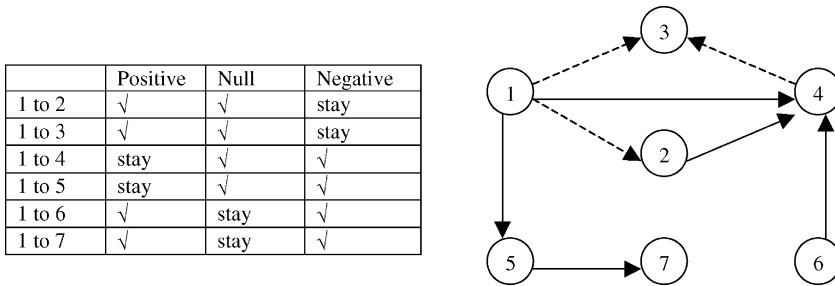 Positive Null Negative
1 to 2 √ √ stay
1 to 3 √ √ stay
1 to 4 stay √ √
1 to 5 stay √ √
1 to 6 √ stay √
1 to 7 √ stay √
3
1 4
2
5 7 6